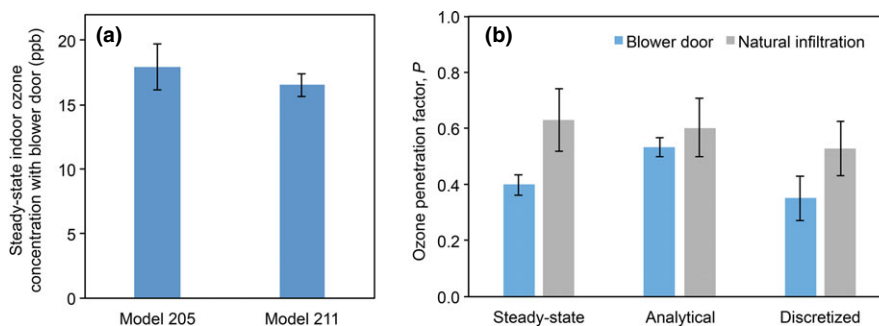 (a)
Steady-state indoor ozone
concentration with blower door (ppb)
20
15
10
5
0
Model 205
Model 211
(b)
Blower door
Natural infiltration
Ozone penetration factor, P
1.0
0.8
0.6
0.4
0.2
0.0
Steady-state
Analytical
Discretized